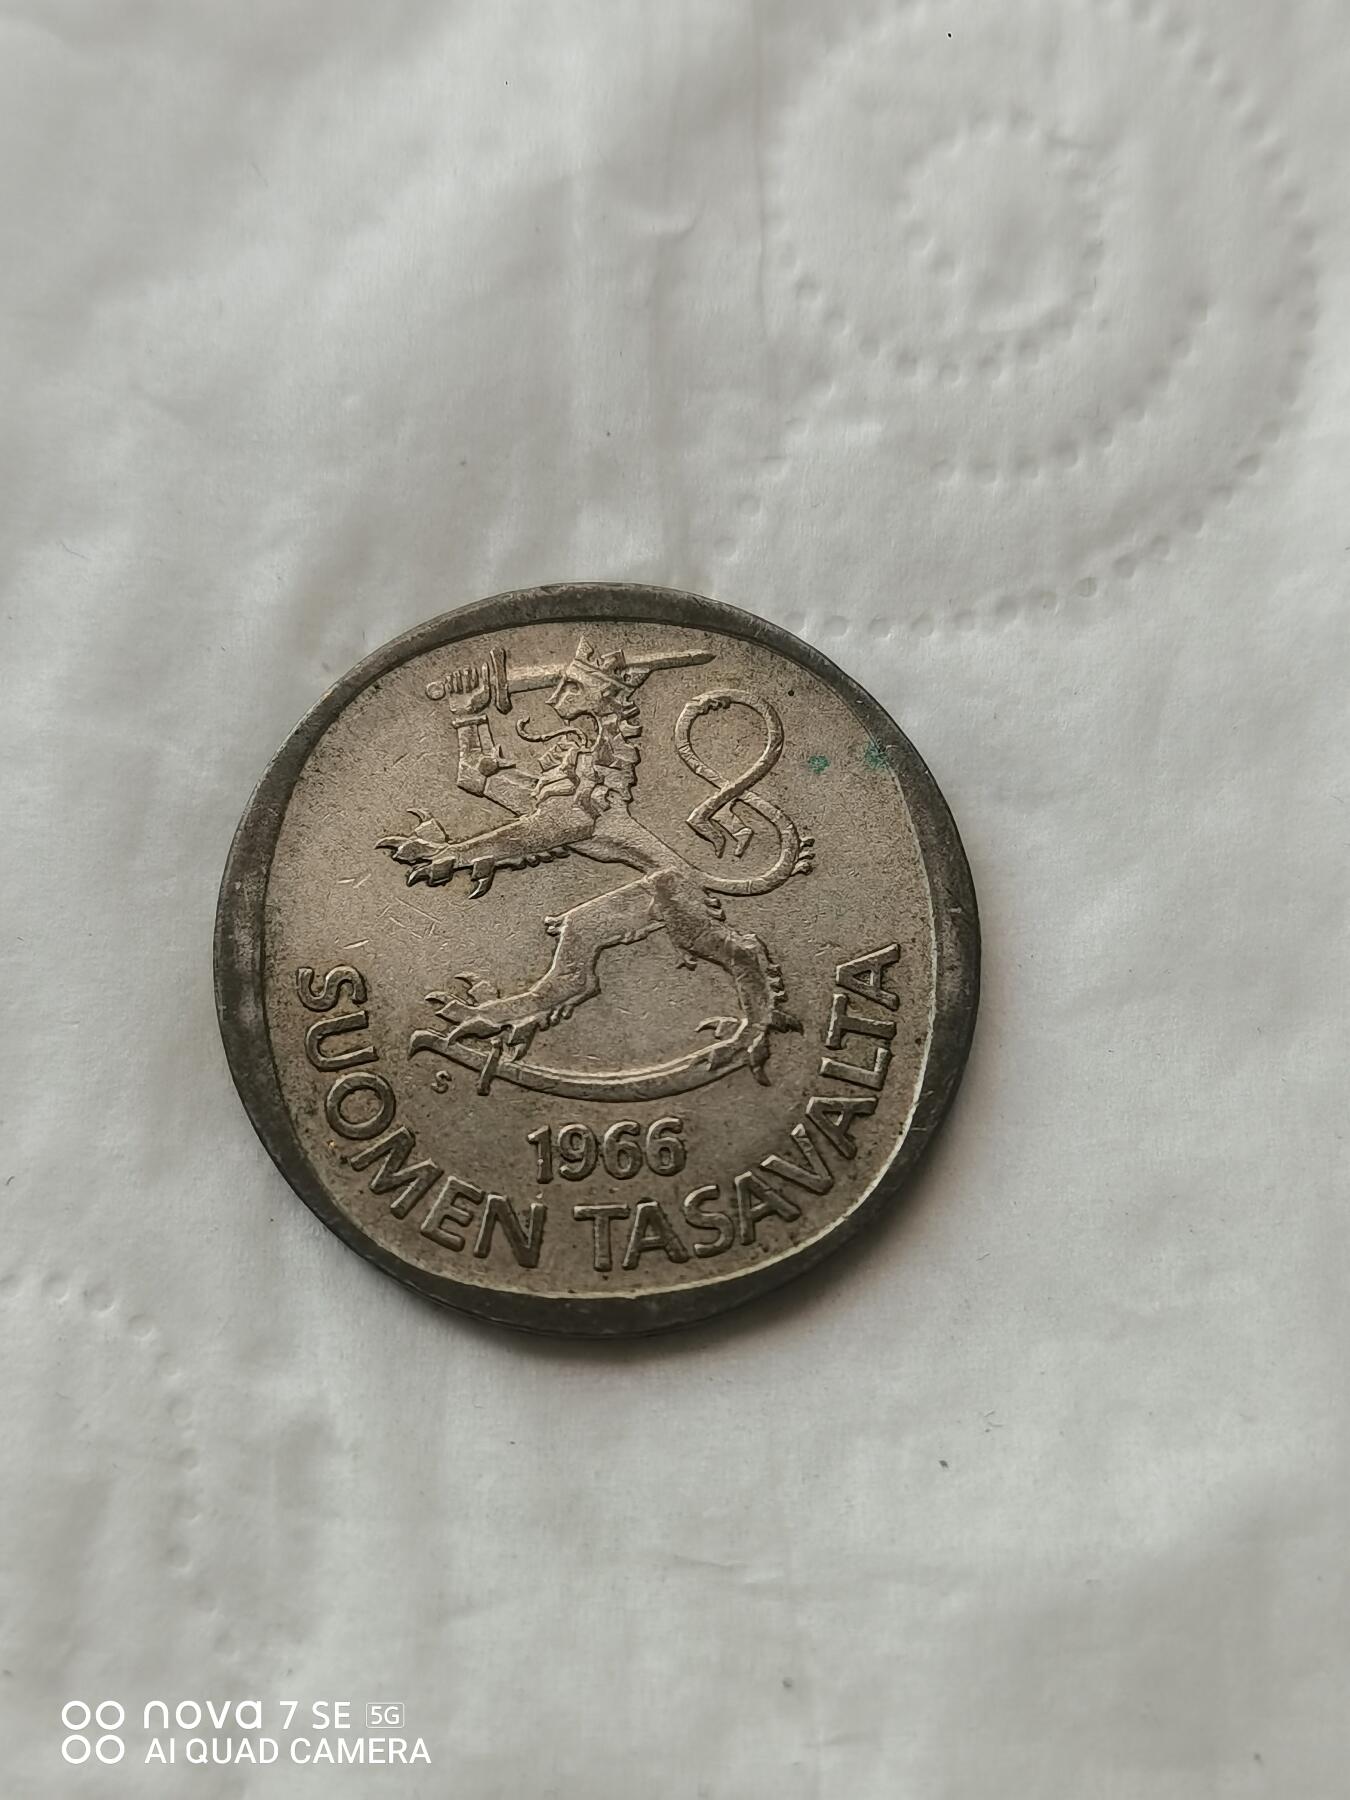 S
1966
SUOMEN TASAVALTA
nova 7 SE 5G
AI QUAD CAMERA